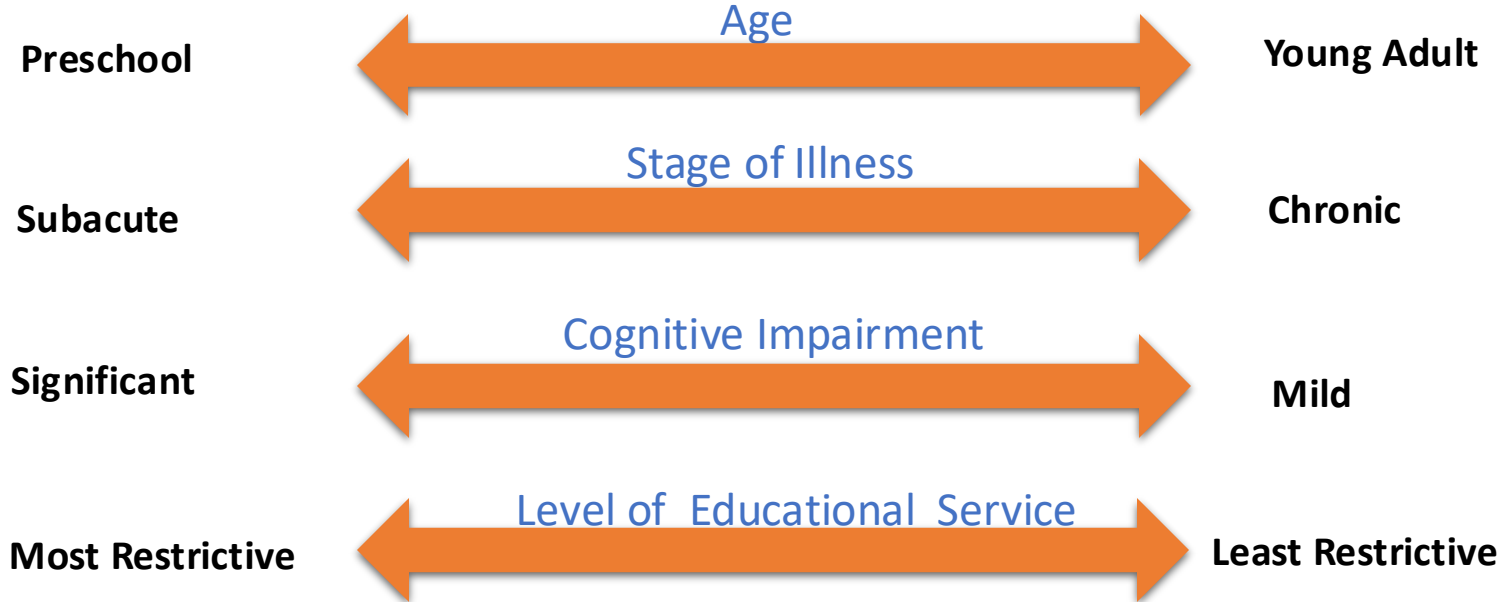 Age
Preschool
Young Adult
Stage of Illness
Subacute
Chronic
Cognitive Impairment
Significant
Mild
Level of Educational Service
Most Restrictive
Least Restrictive